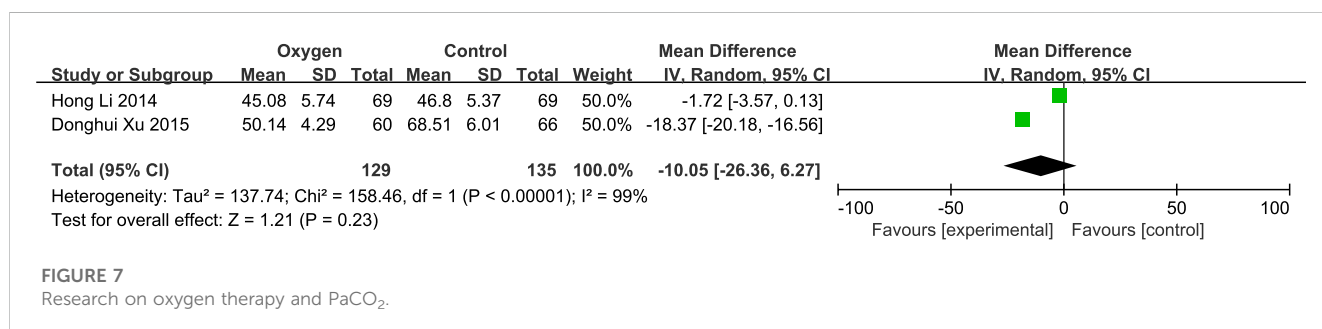 Oxygen Control Mean Difference Mean Difference
Study or Subgroup Mean SD Total Mean SD Total Weight IV, Random, 95% CI IV, Random, 95% CI
Hong Li 2014 45.08 5.74 69 46.8 5.37 69 50.0% -1.72 [-3.57, 0.13]
Donghui Xu 2015 50.14 4.29 60 68.51 6.01 66 50.0% -18.37 [-20.18, -16.56]
Total (95% CI) 129 135 100.0% -10.05 [-26.36, 6.27]
Heterogeneity: Tau² = 137.74; Chi² = 158.46, df = 1 (P < 0.00001); I² = 99%
Test for overall effect: Z = 1.21 (P = 0.23)
-100 -50 0 50 100
Favours [experimental] Favours [control]
FIGURE 7
Research on oxygen therapy and PaCO₂.